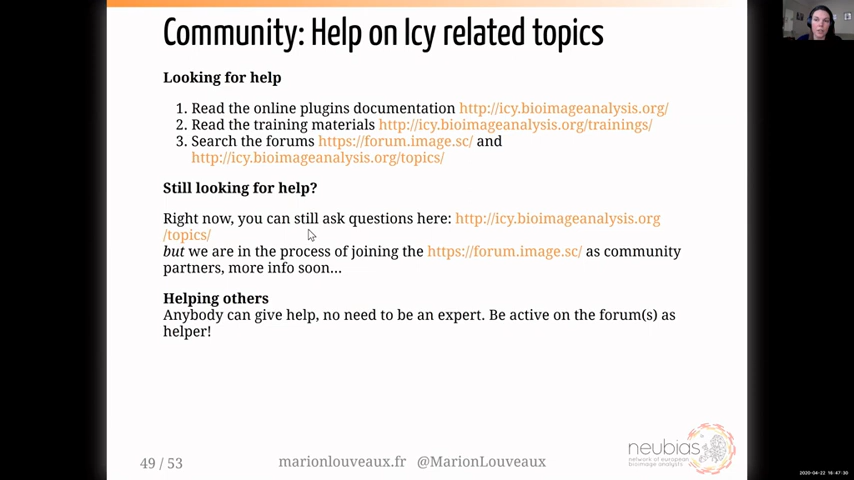 Community: Help on Icy related topics
Looking for help
1. Read the online plugins documentation http://icy.bioimageanalysis.org/
2. Read the training materials http://icy.bioimageanalysis.org/trainings/
3. Search the forums https://forum.image.sc/ and
http://icy.bioimageanalysis.org/topics/
Still looking for help?
Right now, you can still ask questions here: http://icy.bioimageanalysis.org
/topics/
but we are in the process of joining the https://forum.image.sc/ as community
partners, more info soon...
Helping others
Anybody can give help, no need to be an expert. Be active on the forum(s) as
helper!
49 / 53
marionlouveaux.fr @MarionLouveaux
neubias
network of european
bioimage analysts
2020-04-22 16:47:30